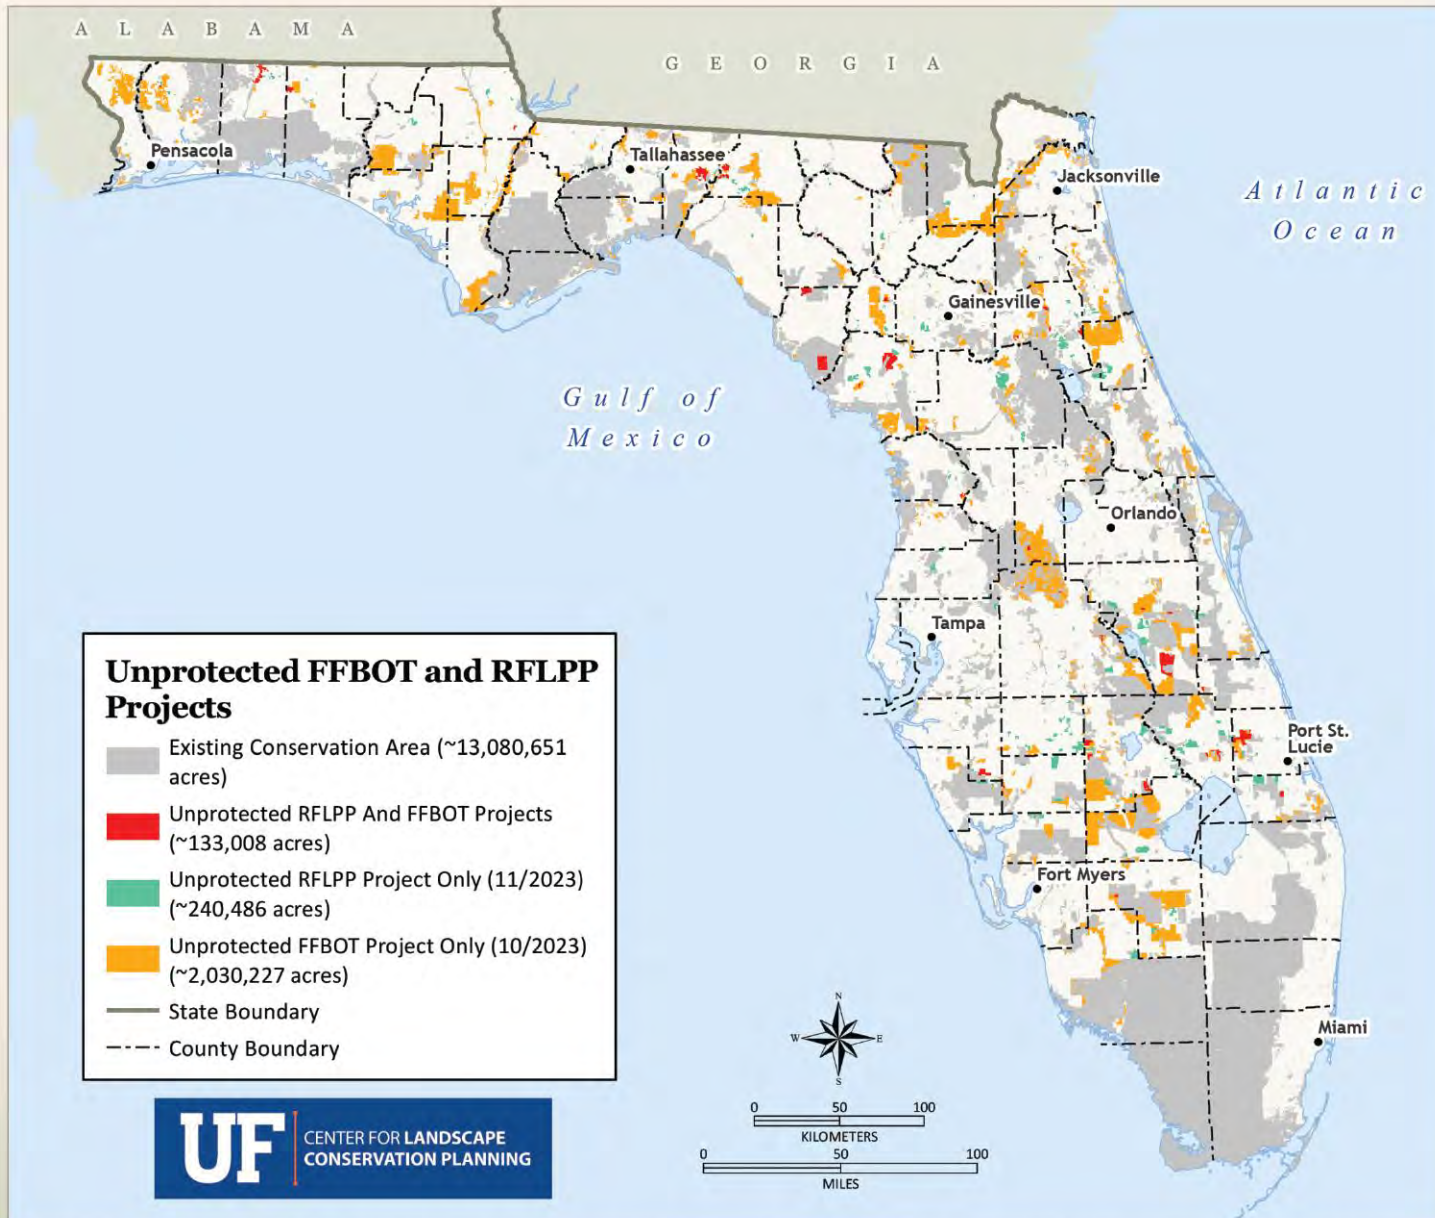 A L A B A M A
G E O R G I A
Pensacola
Tallahassee
Jacksonville
Atlantic
Ocean
Gainesville
Gulf of
Mexico
Orlando
Tampa
Port St.
Lucie
Fort Myers
Miami
Unprotected FFBOT and RFLPP
Projects
Existing Conservation Area (~13,080,651
acres)
Unprotected RFLPP And FFBOT Projects
(~133,008 acres)
Unprotected RFLPP Project Only (11/2023)
(~240,486 acres)
Unprotected FFBOT Project Only (10/2023)
(~2,030,227 acres)
State Boundary
County Boundary
N
W E
S
0 50 100
KILOMETERS
0 50 100
MILES
UF CENTER FOR LANDSCAPE
CONSERVATION PLANNING